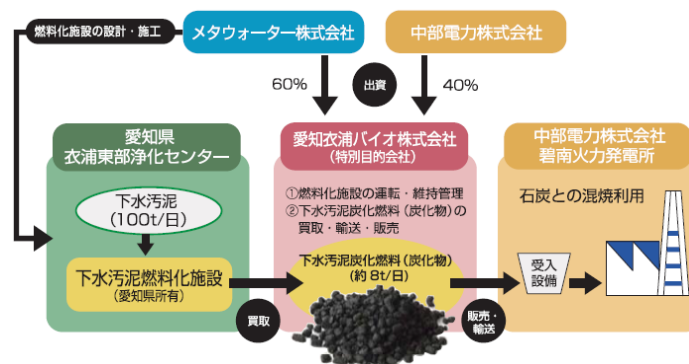 燃料化施設の設計・施工
メタウォーター株式会社
中部電力株式会社
60%
出資
40%
愛知県
衣浦東部浄化センター
愛知衣浦バイオ株式会社
(特別目的会社)
中部電力株式会社
碧南火力発電所
下水汚泥
(100t/日)
①燃料化施設の運転・維持管理
②下水汚泥炭化燃料(炭化物)の
買取・輸送・販売
石炭との混焼利用
下水汚泥燃料化施設
(愛知県所有)
下水汚泥炭化燃料(炭化物)
(約8t/日)
受入
設備
買取
販売・
輸送